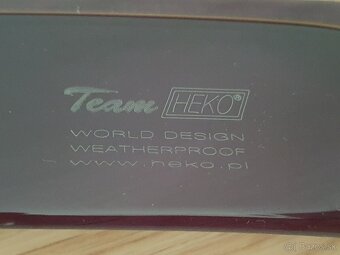 Team HEKO®
WORLD DESIGN
WEATHERPROOF
www.heko.pl